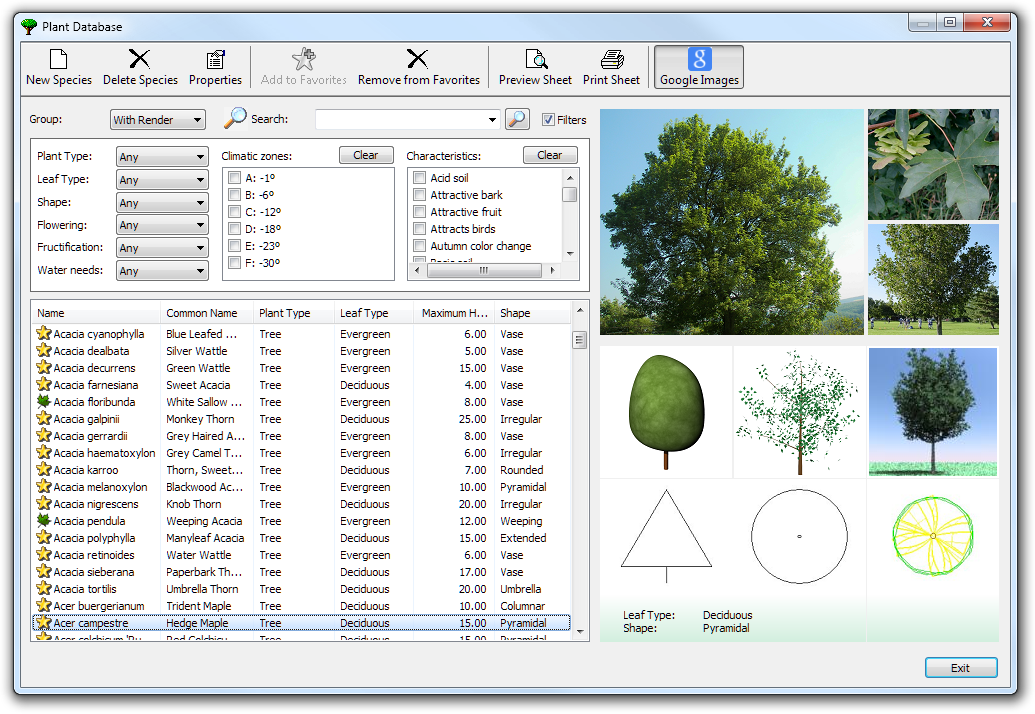 Plant Database
New Species Delete Species Properties Add to Favorites Remove from Favorites Preview Sheet Print Sheet Google Images
Group: With Render Search: Filters
Plant Type: Any
Leaf Type: Any
Shape: Any
Flowering: Any
Fructification: Any
Water needs: Any
Climatic zones: Clear
A: -1º
B: -6º
C: -12º
D: -18º
E: -23º
F: -30º
Characteristics: Clear
Acid soil
Attractive bark
Attractive fruit
Attracts birds
Autumn color change
Basic soil
Name Common Name Plant Type Leaf Type Maximum H... Shape
Acacia cyanophylla Blue Leafed ... Tree Evergreen 6.00 Vase
Acacia dealbata Silver Wattle Tree Evergreen 5.00 Vase
Acacia decurrens Green Wattle Tree Evergreen 15.00 Vase
Acacia farnesiana Sweet Acacia Tree Deciduous 4.00 Vase
Acacia floribunda White Sallow ... Tree Evergreen 8.00 Vase
Acacia galpinii Monkey Thorn Tree Deciduous 25.00 Irregular
Acacia gerrardii Grey Haired A... Tree Evergreen 8.00 Vase
Acacia haematoxylon Grey Camel T... Tree Evergreen 6.00 Irregular
Acacia karroo Thorn, Sweet... Tree Deciduous 7.00 Rounded
Acacia melanoxylon Blackwood Ac... Tree Evergreen 10.00 Pyramidal
Acacia nigrescens Knob Thorn Tree Deciduous 20.00 Irregular
Acacia pendula Weeping Acacia Tree Evergreen 12.00 Weeping
Acacia polyphylla Manyleaf Acacia Tree Deciduous 15.00 Extended
Acacia retinoides Water Wattle Tree Evergreen 6.00 Vase
Acacia sieberana Paperbark Th... Tree Deciduous 17.00 Vase
Acacia tortilis Umbrella Thorn Tree Deciduous 20.00 Umbrella
Acer buergerianum Trident Maple Tree Deciduous 10.00 Columnar
Acer campestre Hedge Maple Tree Deciduous 15.00 Pyramidal
Leaf Type: Deciduous
Shape: Pyramidal
Exit